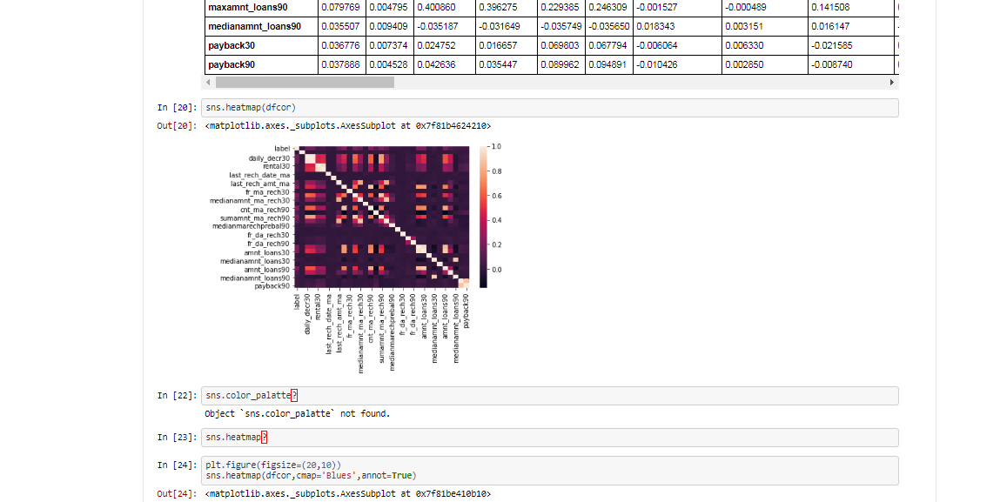 maxamnt_loans90 0.079769 0.004795 0.400860 0.396275 0.229385 0.246309 -0.001527 -0.000489 0.141508
medianamnt_loans90 0.035507 0.009409 -0.035187 -0.031649 -0.035749 -0.035650 0.018343 0.003151 0.016147
payback30 0.036776 0.007374 0.024752 0.016657 0.069803 0.067794 -0.006064 0.006330 -0.021585
payback90 0.037888 0.004528 0.042636 0.035447 0.089962 0.094891 -0.010426 0.002850 -0.008740
In [20]: sns.heatmap(dfcor)
Out[20]: <matplotlib.axes._subplots.AxesSubplot at 0x7f81b4624210>
label
daily_decr30
rental30
last_rech_date_ma
last_rech_amt_ma
fr_ma_rech30
medianamnt_ma_rech30
cnt_ma_rech90
sumamnt_ma_rech90
medianmarechprebal90
fr_da_rech30
fr_da_rech90
amnt_loans30
medianamnt_loans30
amnt_loans90
medianamnt_loans90
payback90
1.0
0.8
0.6
0.4
0.2
0.0
label
daily_decr30
rental30
last_rech_date_ma
last_rech_amt_ma
fr_ma_rech30
medianamnt_ma_rech30
cnt_ma_rech90
sumamnt_ma_rech90
medianmarechprebal90
fr_da_rech30
fr_da_rech90
amnt_loans30
medianamnt_loans30
amnt_loans90
medianamnt_loans90
payback90
In [22]: sns.color_palatte?
Object `sns.color_palatte` not found.
In [23]: sns.heatmap?
In [24]: plt.figure(figsize=(20,10))
sns.heatmap(dfcor,cmap='Blues',annot=True)
Out[24]: <matplotlib.axes._subplots.AxesSubplot at 0x7f81be410b10>